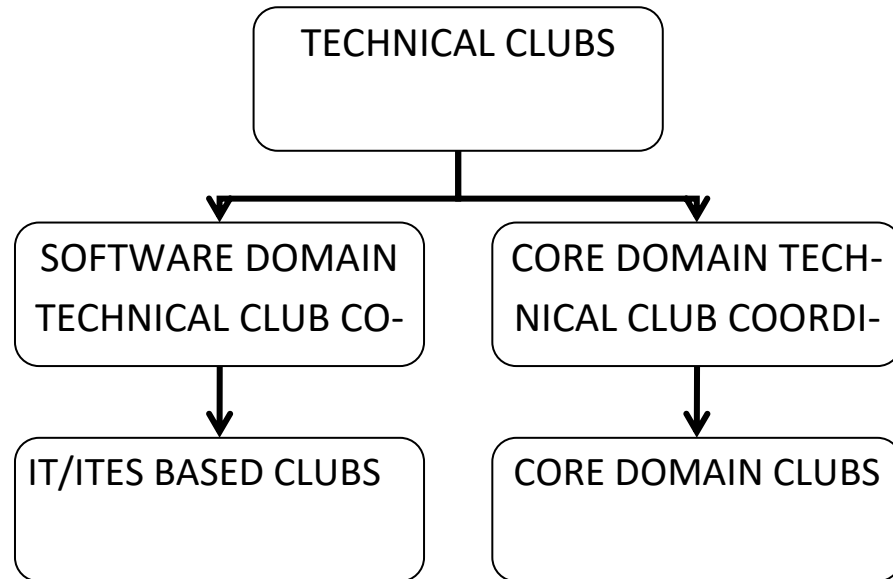 TECHNICAL CLUBS
SOFTWARE DOMAIN
TECHNICAL CLUB CO-
CORE DOMAIN TECH-
NICAL CLUB COORDI-
IT/ITES BASED CLUBS
CORE DOMAIN CLUBS